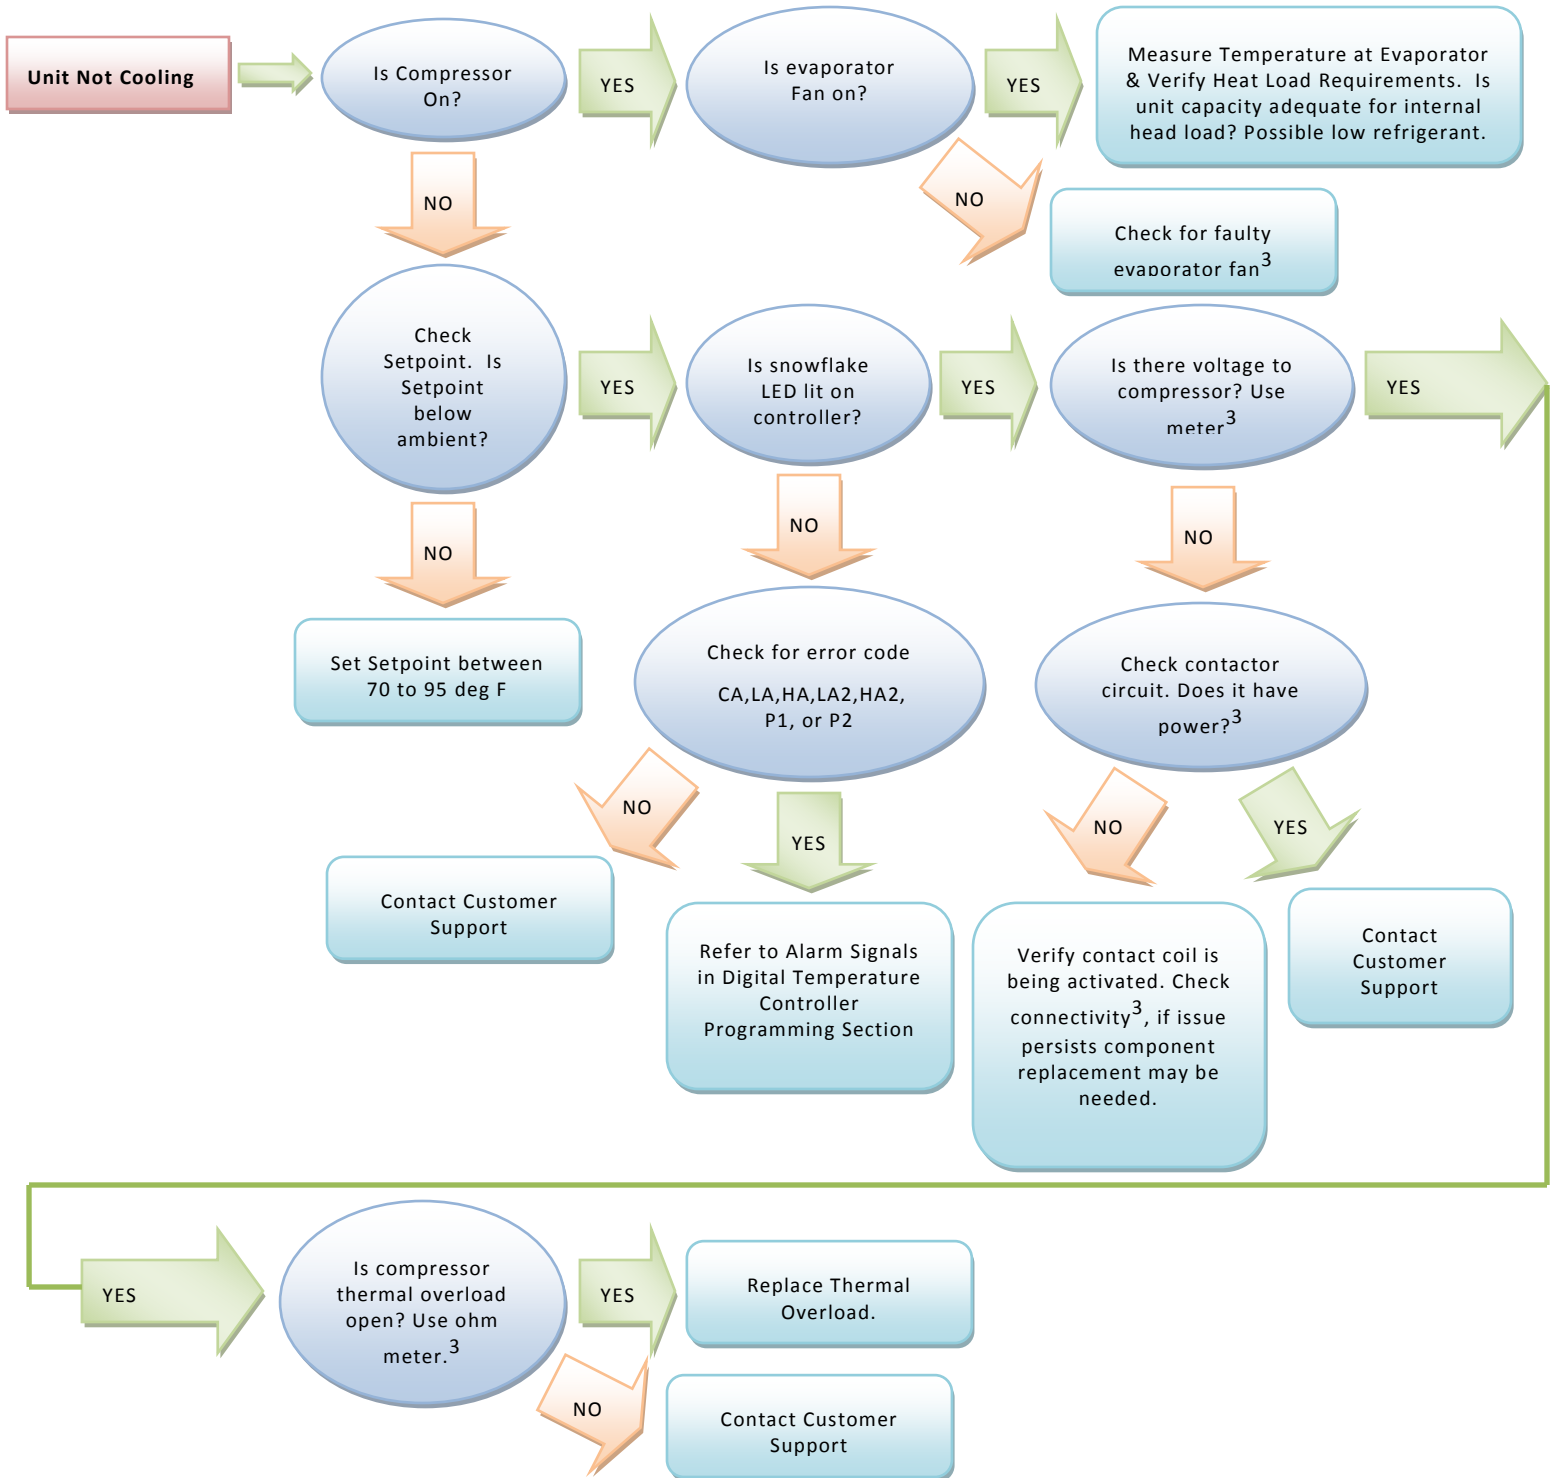 Unit Not Cooling
Is Compressor
On?
YES
Is evaporator
Fan on?
YES
Measure Temperature at Evaporator
& Verify Heat Load Requirements. Is
unit capacity adequate for internal
head load? Possible low refrigerant.
NO
NO
Check for faulty
evaporator fan3
Check
Setpoint. Is
Setpoint
below
ambient?
YES
Is snowflake
LED lit on
controller?
YES
Is there voltage to
compressor? Use
meter3
YES
NO
NO
NO
Set Setpoint between
70 to 95 deg F
Check for error code
CA,LA,HA,LA2,HA2,
P1, or P2
Check contactor
circuit. Does it have
power?3
NO
YES
NO
YES
Contact Customer
Support
Refer to Alarm Signals
in Digital Temperature
Controller
Programming Section
Verify contact coil is
being activated. Check
connectivity3, if issue
persists component
replacement may be
needed.
Contact
Customer
Support
YES
Is compressor
thermal overload
open? Use ohm
meter.3
YES
Replace Thermal
Overload.
NO
Contact Customer
Support